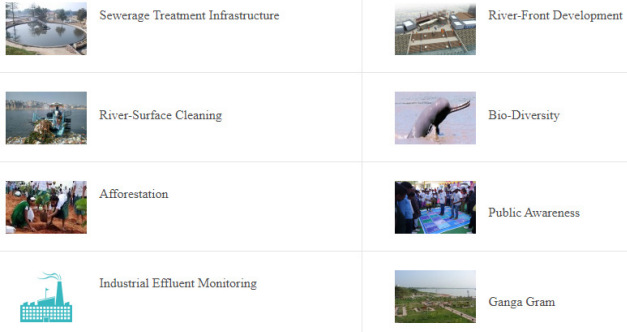 Sewerage Treatment Infrastructure
River-Front Development
River-Surface Cleaning
Bio-Diversity
Afforestation
Public Awareness
Industrial Effluent Monitoring
Ganga Gram